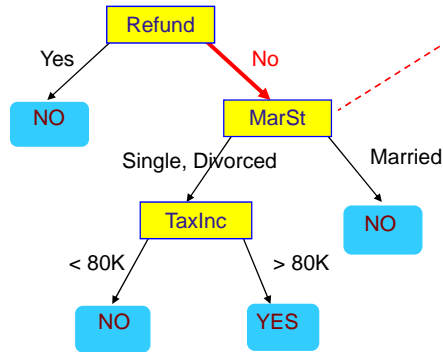 Refund
Yes
No
NO
MarSt
Single, Divorced
Married
TaxInc
NO
< 80K
> 80K
NO
YES